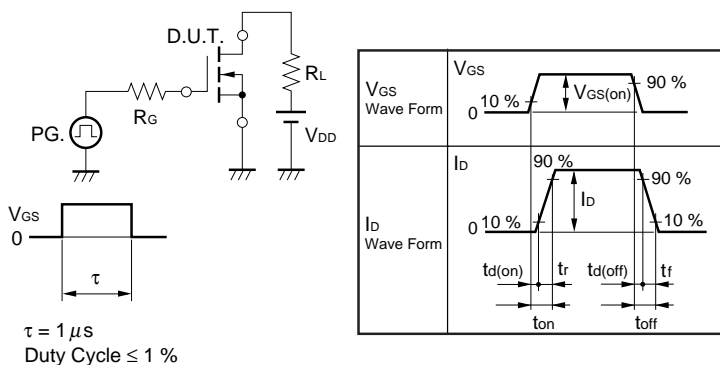 D.U.T.
RL
RG
PG.
VDD
VGS
0
τ
τ = 1 μs
Duty Cycle ≤ 1 %
VGS
Wave Form
VGS
10 %
0
VGS(on)
90 %
ID
Wave Form
ID
90 %
90 %
0 10 %
ID
10 %
td(on) tr td(off) tf
ton toff